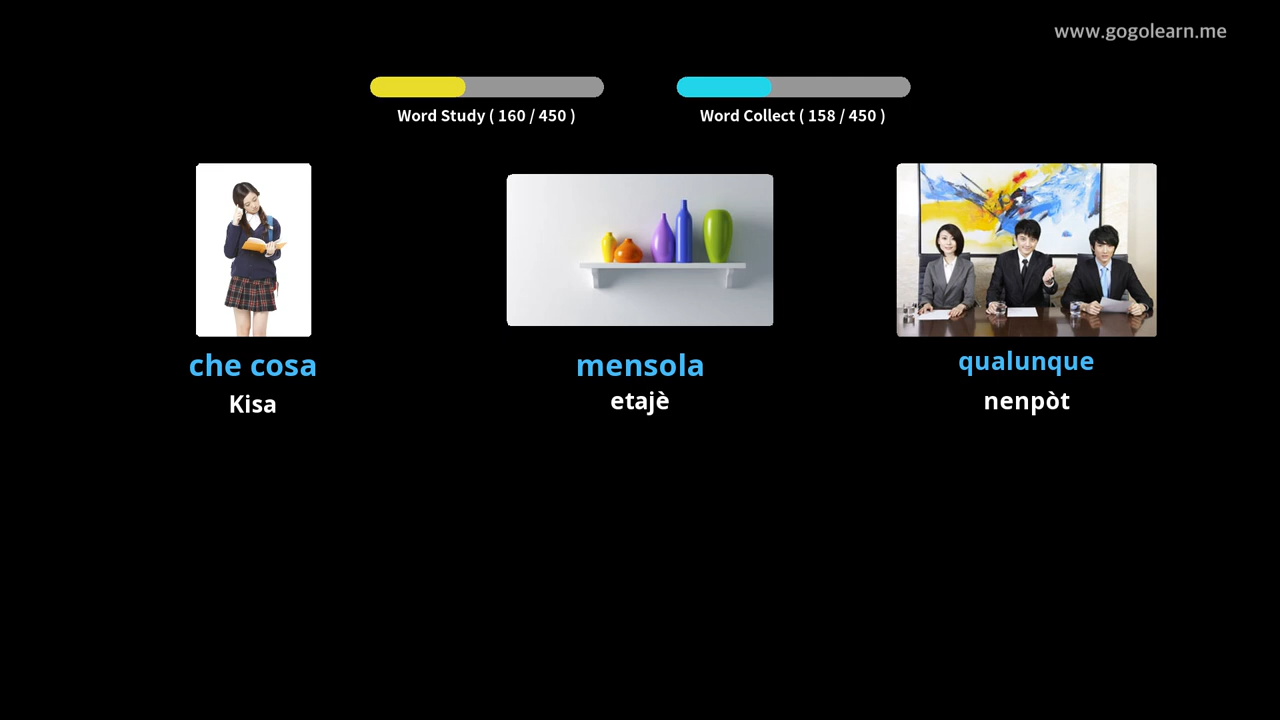 www.gogolearn.me
Word Study ( 160 / 450 )
Word Collect ( 158 / 450 )
che cosa
Kisa
mensola
etajè
qualunque
nenpòt